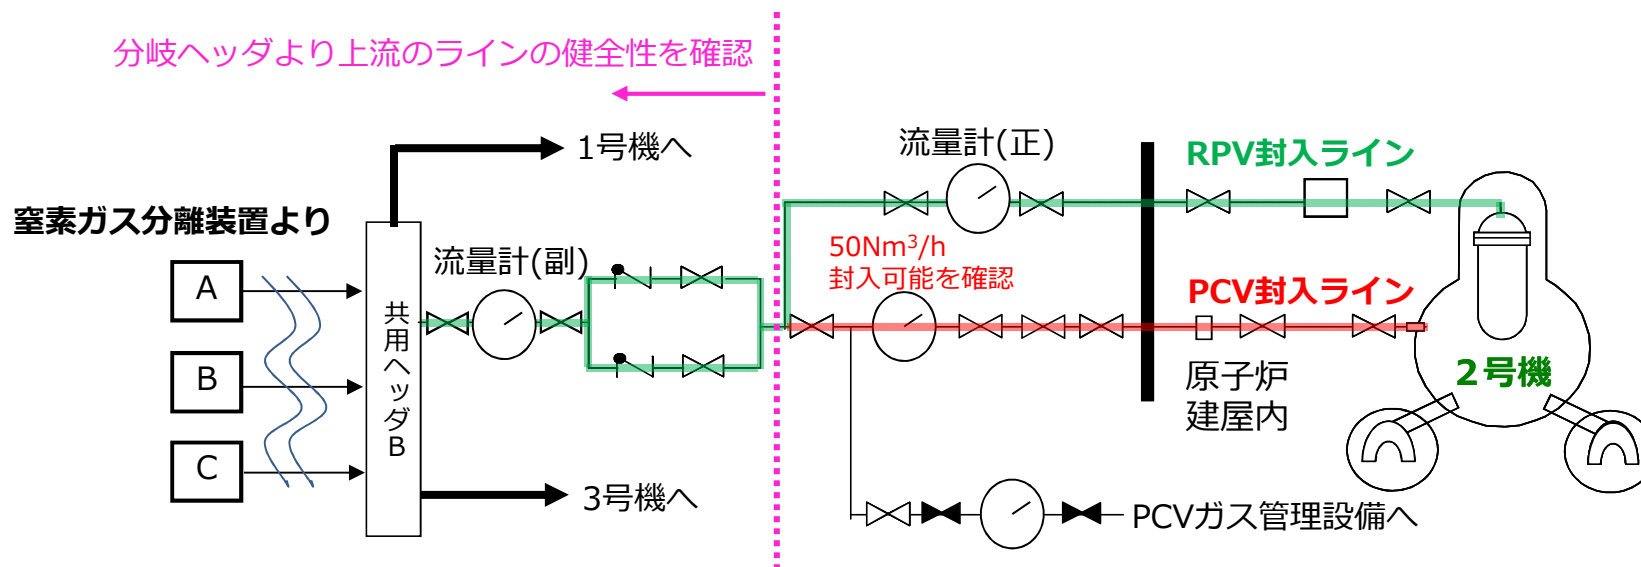 分岐ヘッダより上流のラインの健全性を確認
1号機へ
流量計(正)
RPV封入ライン
窒素ガス分離装置より
流量計(副)
50Nm³/h
封入可能を確認
A
PCV封入ライン
共用ヘッダB
B
2号機
原子炉
建屋内
C
3号機へ
PCVガス管理設備へ